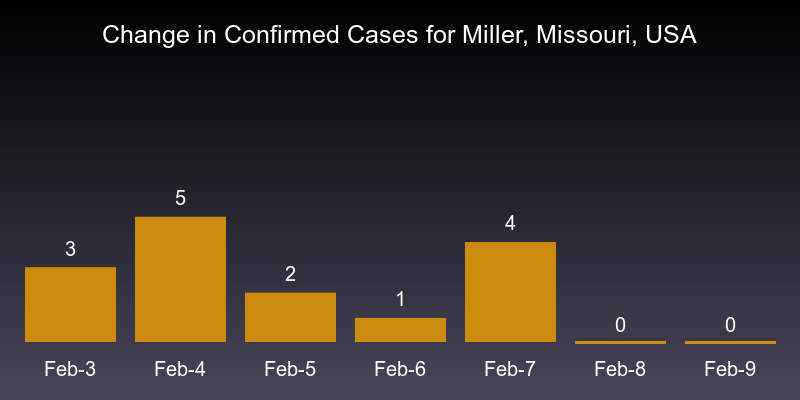 Change in Confirmed Cases for Miller, Missouri, USA
3
5
2
1
4
0
0
Feb-3
Feb-4
Feb-5
Feb-6
Feb-7
Feb-8
Feb-9